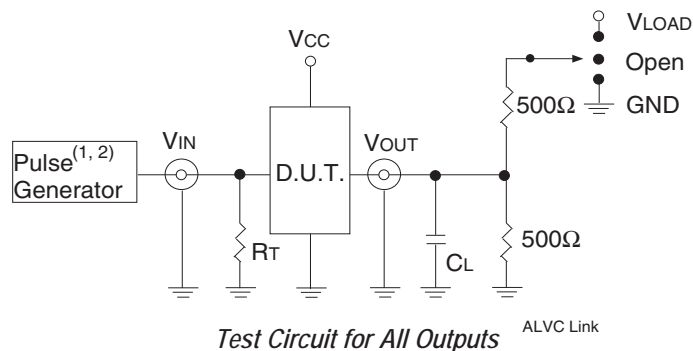 VLOAD
VCC
Open
500Ω
GND
VIN
VOUT
Pulse(1, 2)
Generator
D.U.T.
RT
CL
500Ω
Test Circuit for All Outputs
ALVC Link